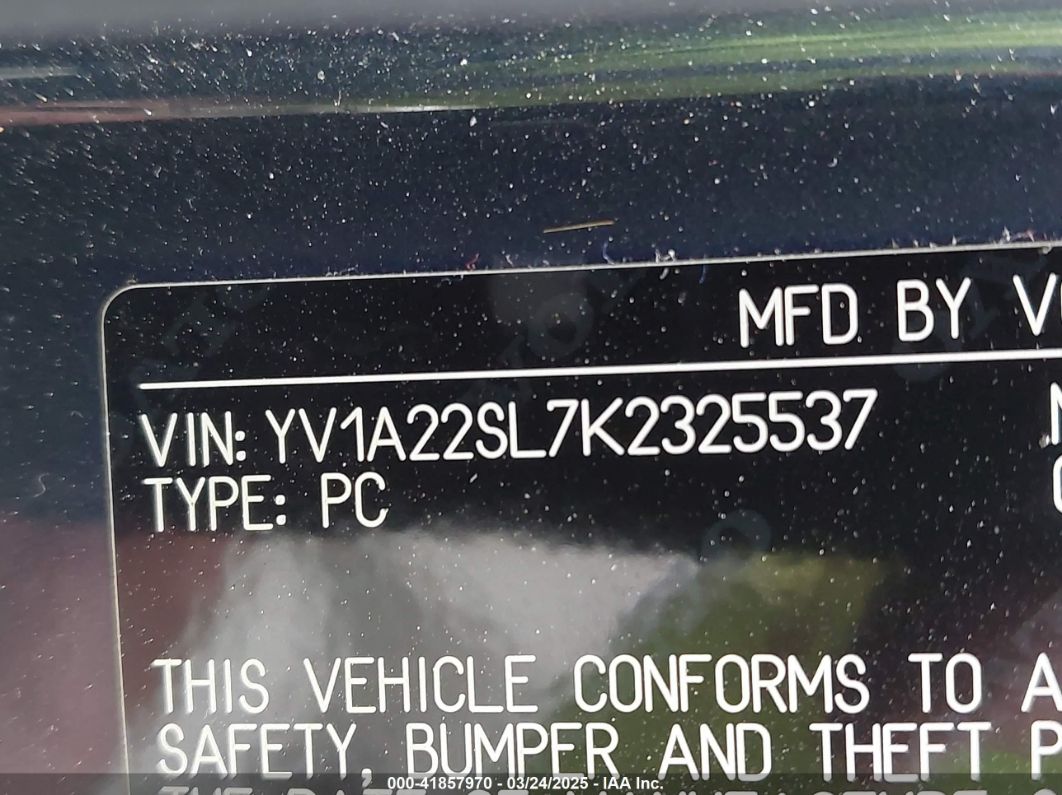 MFD BY V
VIN: YV1A22SL7K2325537
TYPE: PC
THIS VEHICLE CONFORMS TO A
SAFETY, BUMPER AND THEFT P
000-41857970 - 03/24/2025 - IAA Inc.